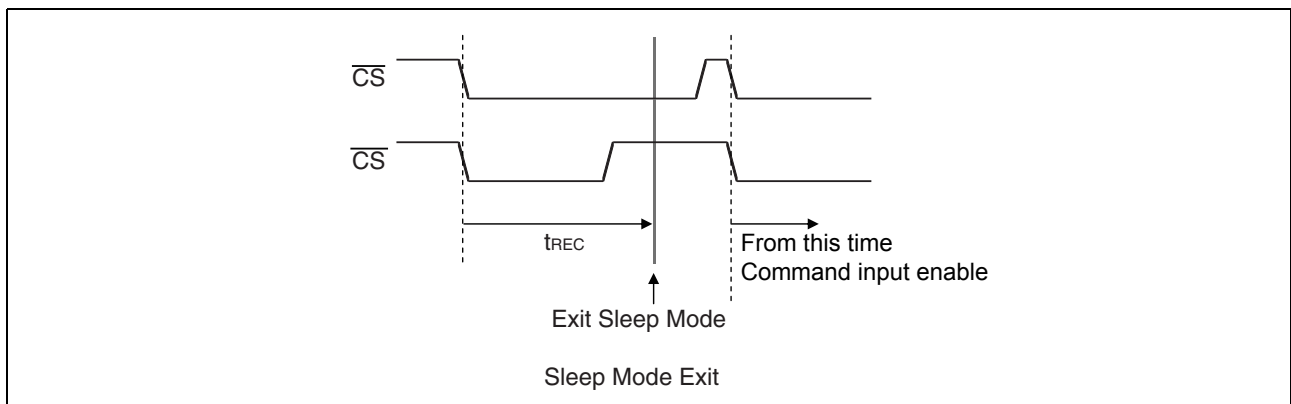 CS
CS
tREC
From this time
Command input enable
Exit Sleep Mode
Sleep Mode Exit